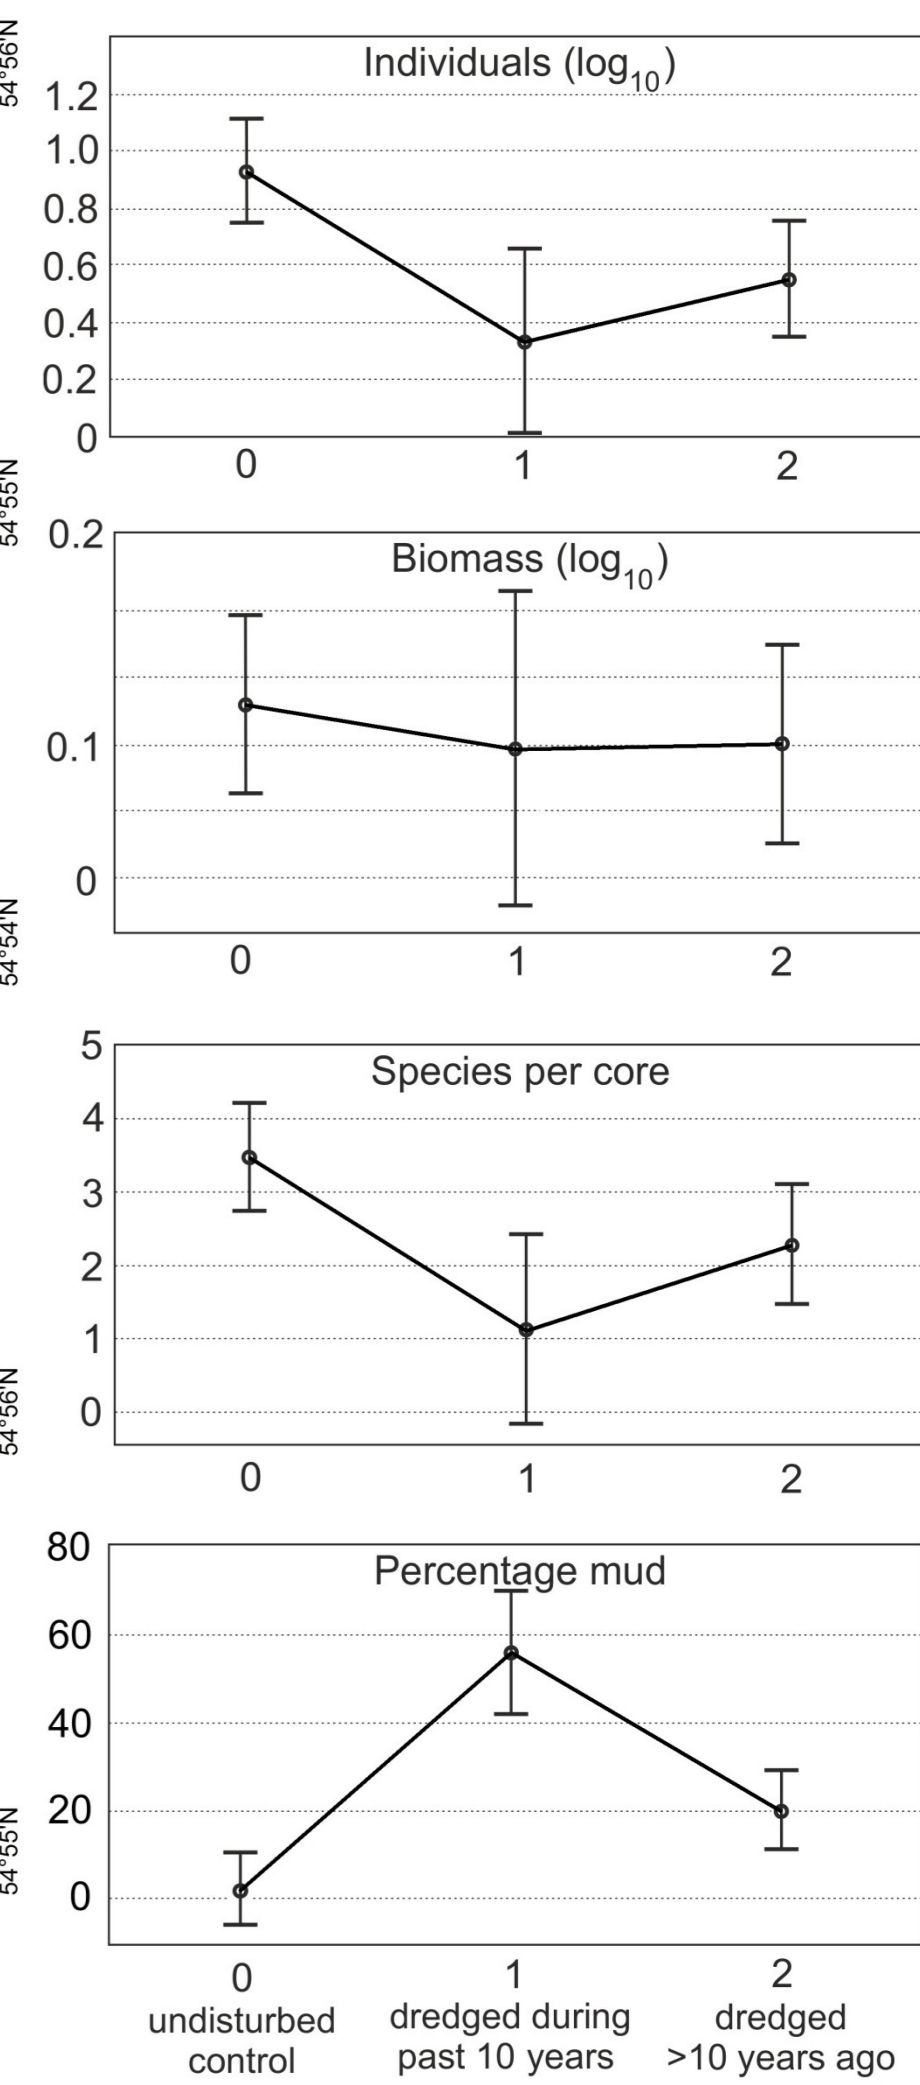 54°56'N
Individuals (log10)
1.2
1.0
0.8
0.6
0.4
0.2
0
0 1 2
54°55'N
0.2
Biomass (log10)
0.1
0
0 1 2
54°54'N
5
Species per core
4
3
2
1
0
0 1 2
54°56'N
80
Percentage mud
60
40
20
0
54°55'N
0 1 2
undisturbed control
dredged during past 10 years
dredged >10 years ago